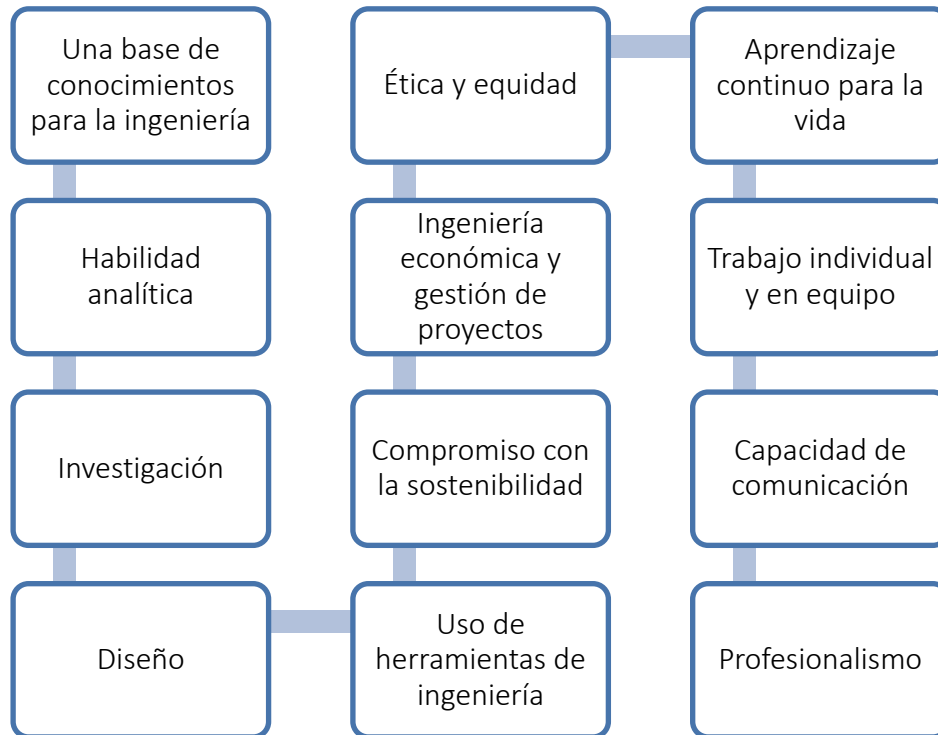 Una base de
conocimientos
para la ingeniería
Habilidad
analítica
Investigación
Diseño
Uso de
herramientas de
ingeniería
Compromiso con
la sostenibilidad
Ingeniería
económica y
gestión de
proyectos
Ética y equidad
Aprendizaje
continuo para la
vida
Trabajo individual
y en equipo
Capacidad de
comunicación
Profesionalismo